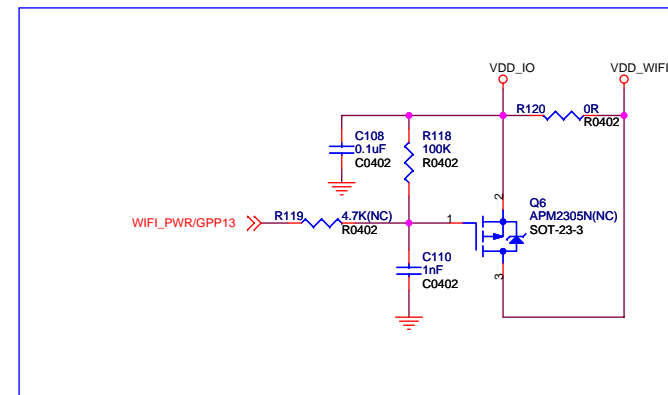 VDD_IO
VDD_WIFI
R120
0R
R0402
C108
0.1uF
C0402
R118
100K
R0402
2
Q6
APM2305N(NC)
SOT-23-3
WIFI_PWR/GPP13
R119
4.7K(NC)
R0402
1
C110
1nF
C0402
3